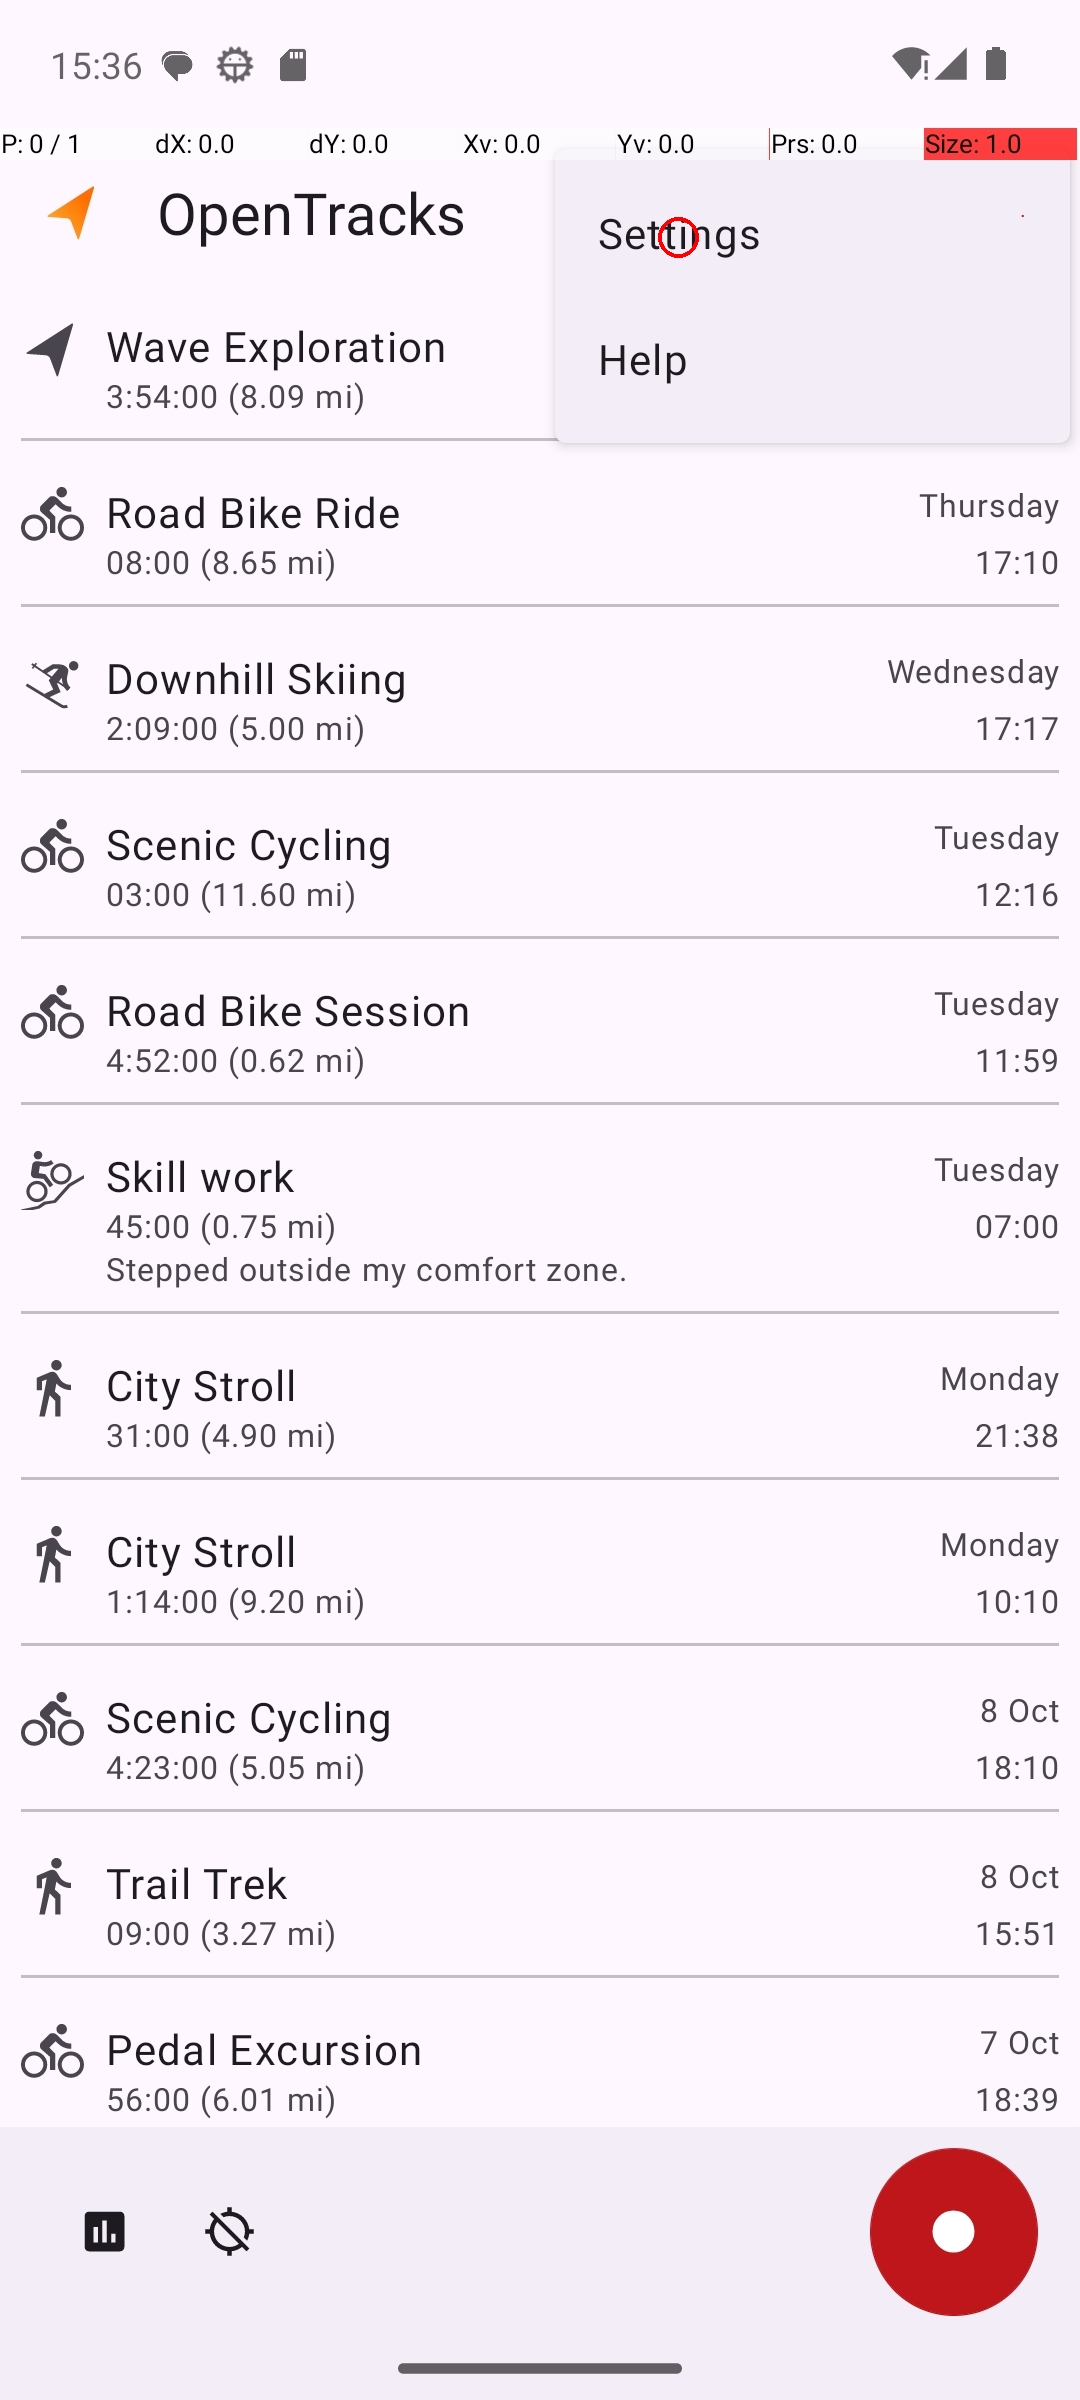 15:36
P: 0 / 1 dX: 0.0 dY: 0.0 Xv: 0.0 Yv: 0.0 Prs: 0.0 Size: 1.0
OpenTracks
Settings
Help
Wave Exploration
3:54:00 (8.09 mi)
Road Bike Ride Thursday
08:00 (8.65 mi) 17:10
Downhill Skiing Wednesday
2:09:00 (5.00 mi) 17:17
Scenic Cycling Tuesday
03:00 (11.60 mi) 12:16
Road Bike Session Tuesday
4:52:00 (0.62 mi) 11:59
Skill work Tuesday
45:00 (0.75 mi) 07:00
Stepped outside my comfort zone.
City Stroll Monday
31:00 (4.90 mi) 21:38
City Stroll Monday
1:14:00 (9.20 mi) 10:10
Scenic Cycling 8 Oct
4:23:00 (5.05 mi) 18:10
Trail Trek 8 Oct
09:00 (3.27 mi) 15:51
Pedal Excursion 7 Oct
56:00 (6.01 mi) 18:39